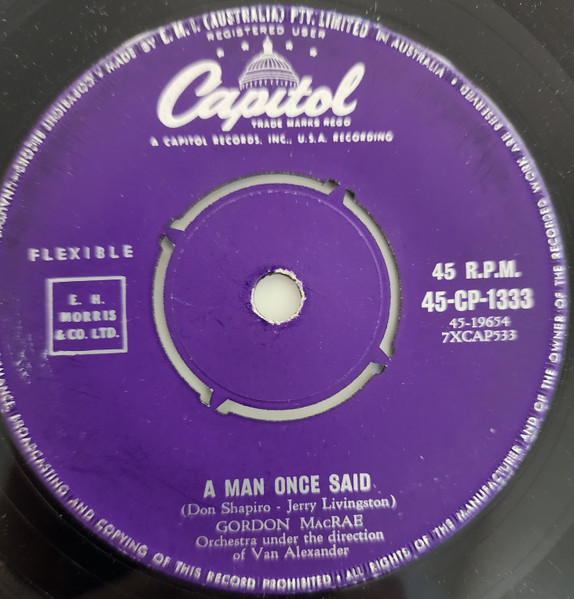 MADE BY E.M.I. (AUSTRALIA) PTY. LIMITED IN AUSTRALIA
REGISTERED USER
Capitol
TRADE MARKS REGD
A CAPITOL RECORDS, INC., U.S.A. RECORDING
FLEXIBLE
E. H.
MORRIS
& CO. LTD.
45 R.P.M.
45-CP-1333
45-19654
7XCAP533
A MAN ONCE SAID
(Don Shapiro - Jerry Livingston)
GORDON MacRAE
Orchestra under the direction
of Van Alexander
ALL RIGHTS OF THE MANUFACTURER AND OF THE OWNER OF THE RECORDED WORK ARE RESERVED
BROADCASTING AND COPYING OF THIS RECORD PROHIBITED